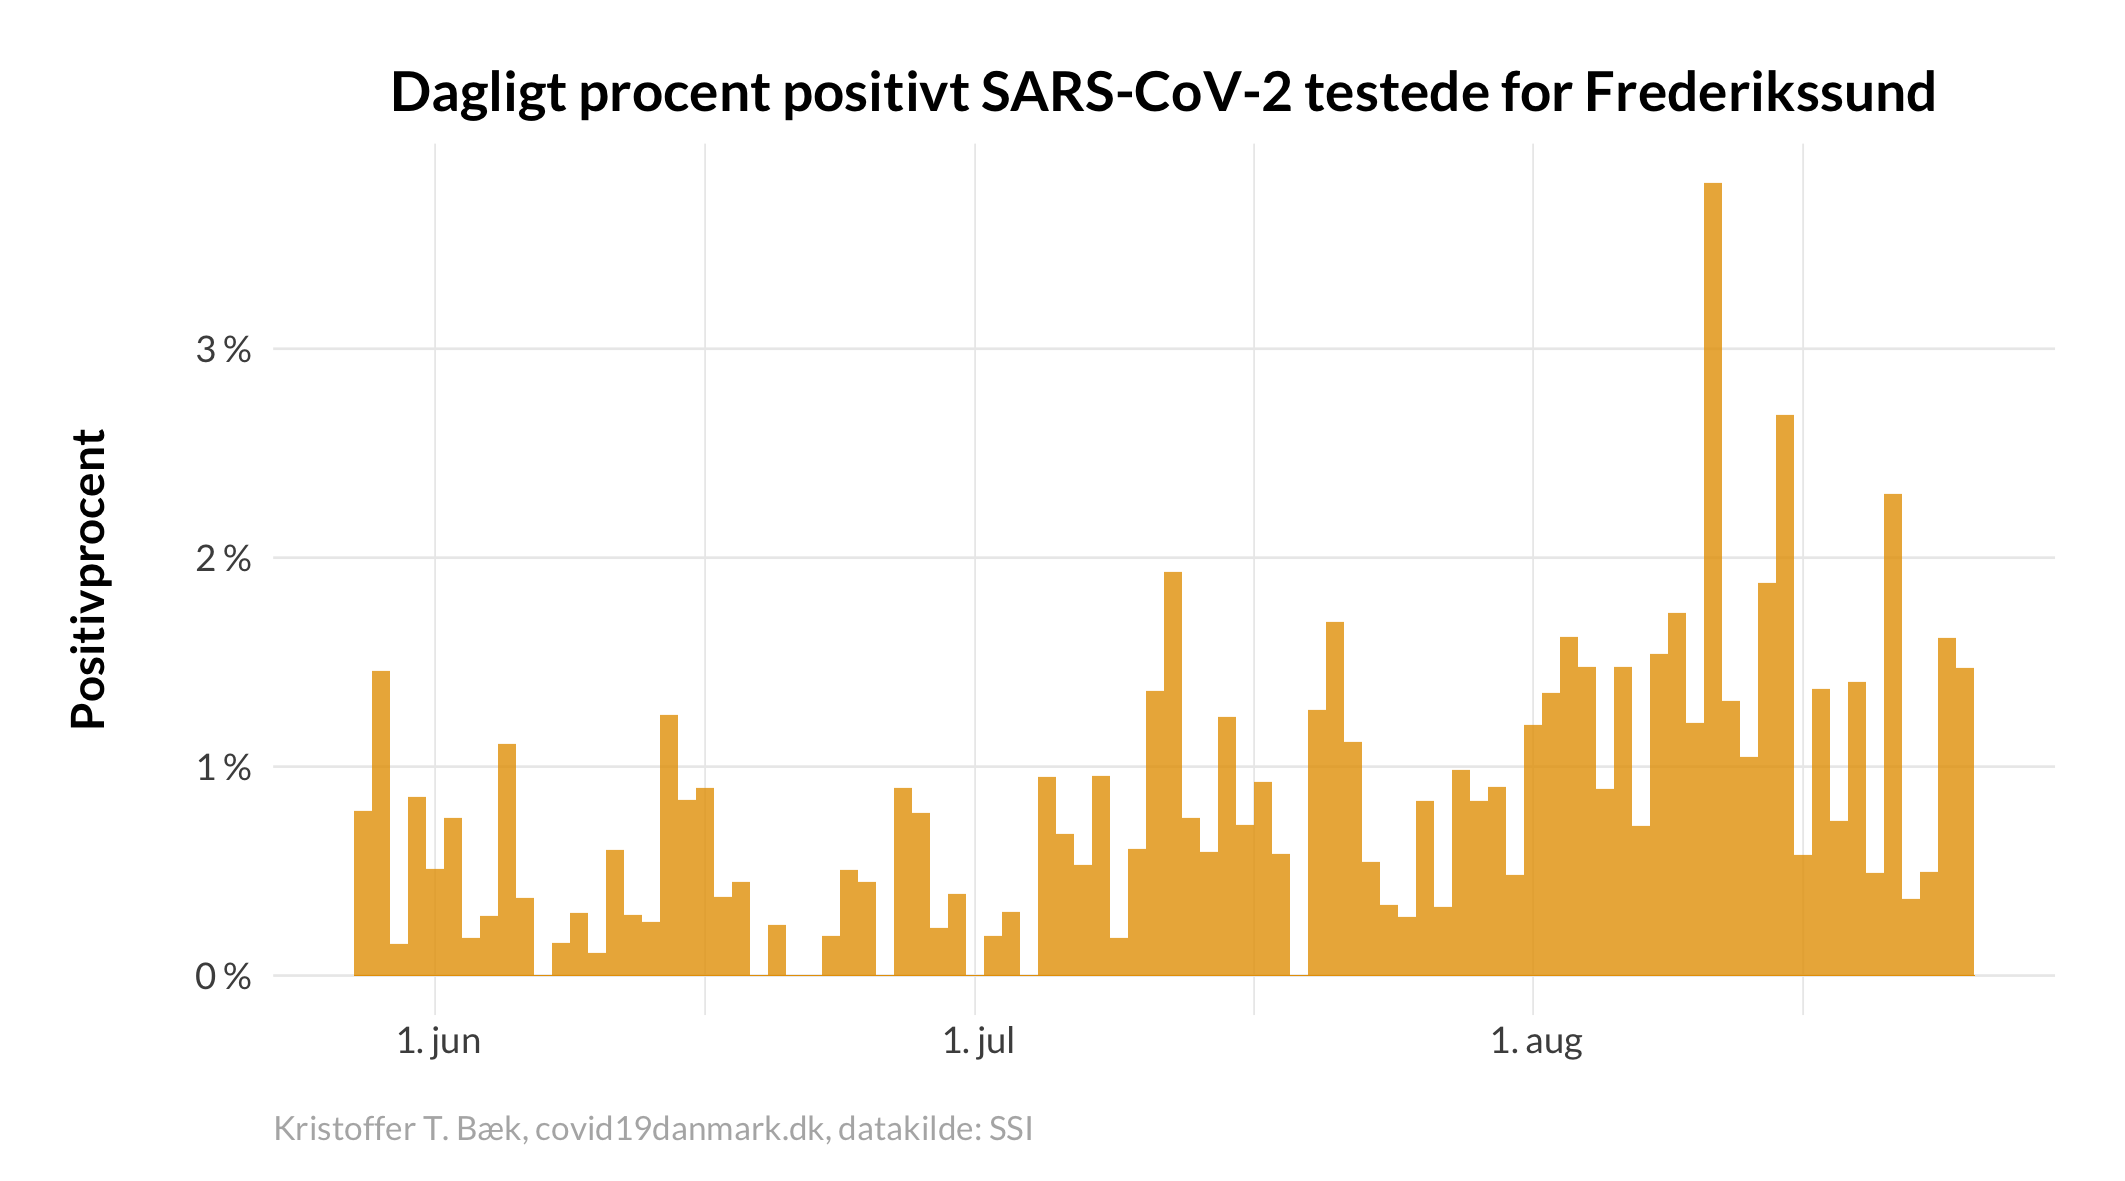 Dagligt procent positivt SARS-CoV-2 testede for Frederikssund
Positivprocent
3 %
2 %
1 %
0 %
1. jun
1. jul
1. aug
Kristoffer T. Bæk, covid19danmark.dk, datakilde: SSI